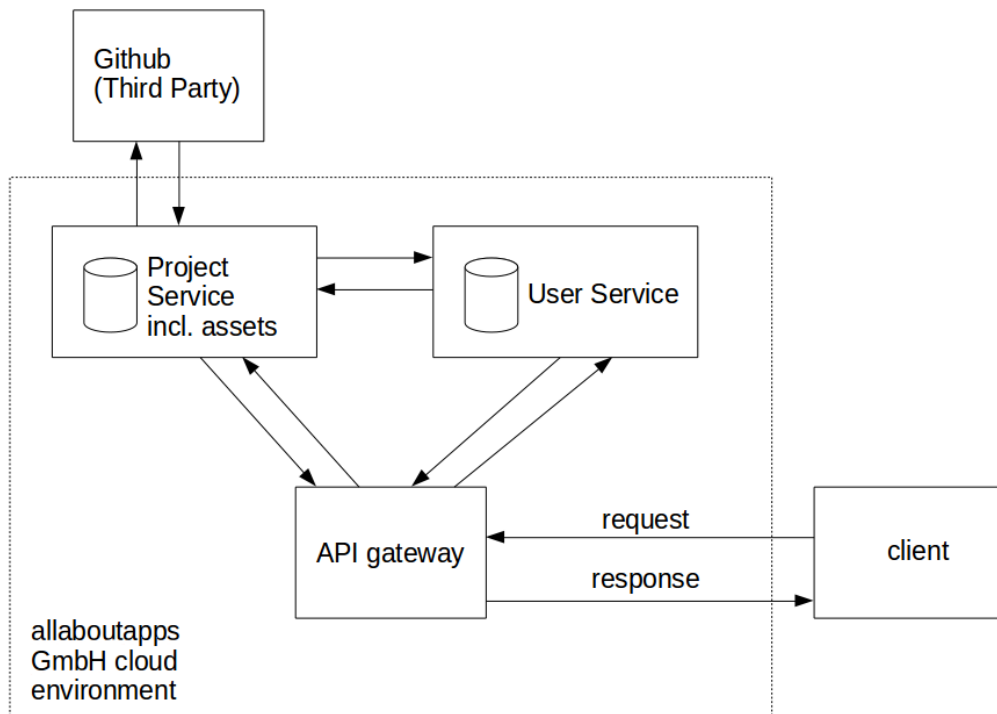 Github
(Third Party)
Project
Service
incl. assets
User Service
API gateway
request
response
client
allaboutapps
GmbH cloud
environment